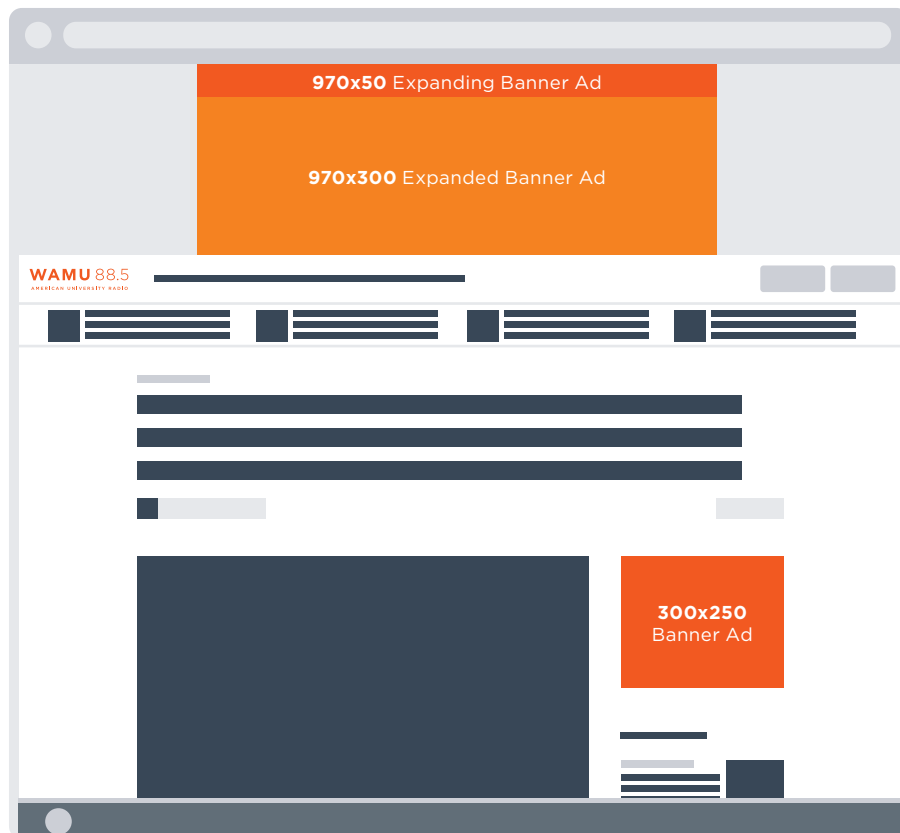 970x50 Expanding Banner Ad
970x300 Expanded Banner Ad
WAMU 88.5
AMERICAN UNIVERSITY RADIO
300x250
Banner Ad